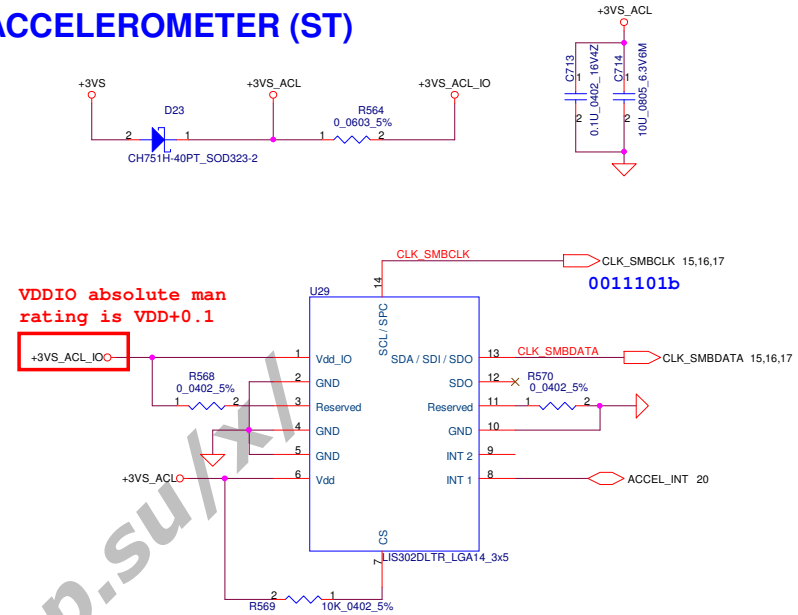 ACCELEROMETER (ST)
+3VS
+3VS_ACL
+3VS_ACL_IO
+3VS_ACL
D23
2
1
CH751H-40PT_SOD323-2
R564
0_0603_5%
1
2
C713
1
2
0.1U_0402_16V4Z
C714
1
2
10U_0805_6.3V6M
CLK_SMBCLK
CLK_SMBCLK 15,16,17
0011101b
VDDIO absolute man
rating is VDD+0.1
+3VS_ACL_IO
U29
14
SCL / SPC
1
Vdd_IO
2
GND
3
Reserved
4
GND
5
GND
6
Vdd
R568
0_0402_5%
1
2
+3VS_ACL
SDA / SDI / SDO
13
CLK_SMBDATA
CLK_SMBDATA 15,16,17
SDO
12
Reserved
11
GND
10
INT 2
9
INT 1
8
R570
0_0402_5%
1
2
ACCEL_INT 20
CS
7
LIS302DLTR_LGA14_3x5
R569
2
1
10K_0402_5%
p.su/x/